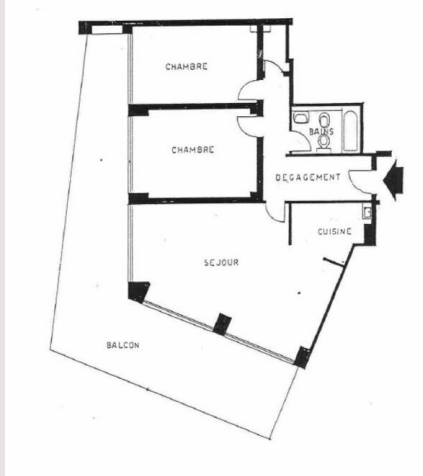 CHAMBRE
BAINS
CHAMBRE
DEGAGEMENT
CUISINE
SEJOUR
BALCON